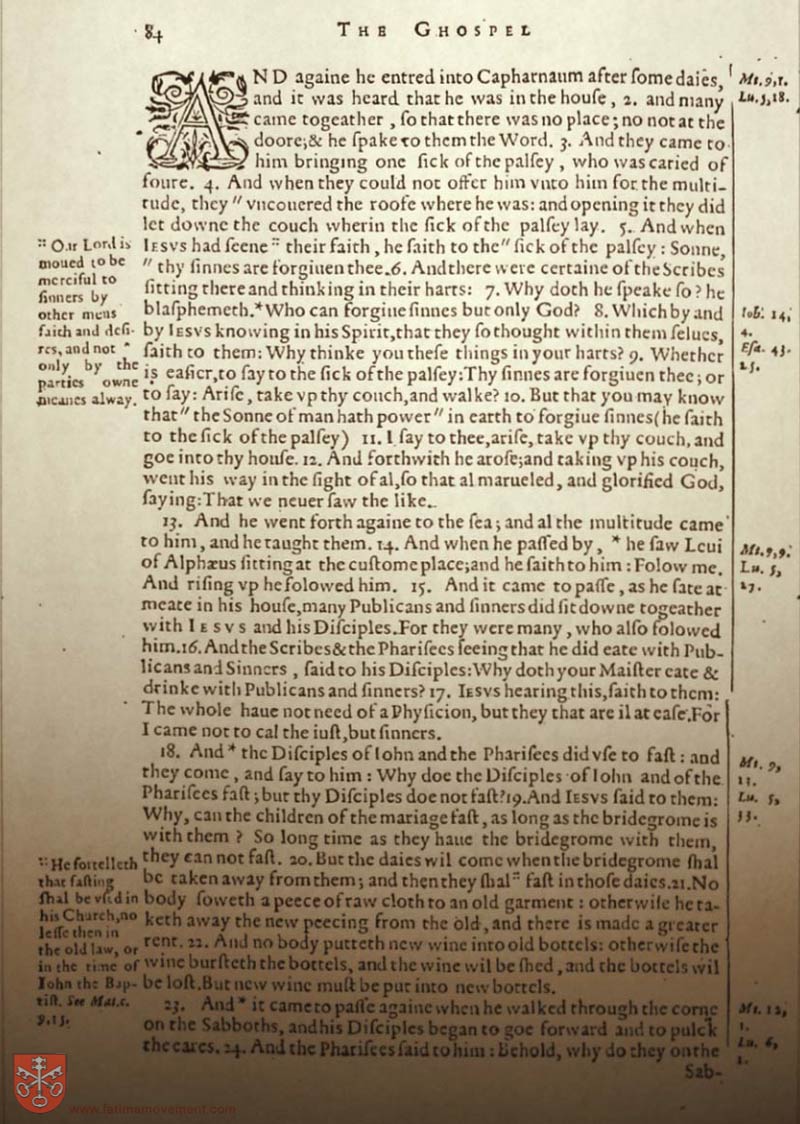 84
THE GHOSPEL
AND againe he entred into Capharnaum after ſome daies,
and it was heard that he was in the houſe, 2. and many
came togeather, ſo that there was no place; no not at the
doore; & he ſpake to them the Word. 3. And they came to
him bringing one ſick of the palſey, who was caried of
foure. 4. And when they could not offer him vnto him for the multi-
tude, they " vncouered the roofe where he was: and opening it they did
let downe the couch wherin the ſick of the palſey lay. 5. And when
IESVS had ſeene :: their faith, he ſaith to the " ſick of the palſey: Sonne,
" thy ſinnes are forgiuen thee. 6. And there were certaine of the Scribes
ſitting there and thinking in their harts: 7. Why doth he ſpeake ſo? he
blaſphemeth. * Who can forgiue ſinnes but only God? 8. Which by and
by IESVS knowing in his Spirit, that they ſo thought within them ſelues,
ſaith to them: Why thinke you theſe things in your harts? 9. Whether
is eaſier, to ſay to the ſick of the palſey: Thy ſinnes are forgiuen thee; or
to ſay: Ariſe, take vp thy couch, and walke? 10. But that you may know
that " the Sonne of man hath power " in earth to forgiue ſinnes (he ſaith
to the ſick of the palſey) 11. I ſay to thee, ariſe, take vp thy couch, and
goe into thy houſe. 12. And forthwith he aroſe; and taking vp his couch,
went his way in the ſight of al, ſo that al marueled, and glorified God,
ſaying: That we neuer ſaw the like.
13. And he went forth againe to the ſea; and al the multitude came
to him, and he taught them. 14. And when he paſſed by, * he ſaw Leui
of Alphæus ſitting at the cuſtome place; and he ſaith to him: Folow me.
And riſing vp he folowed him. 15. And it came to paſſe, as he ſate at
meate in his houſe, many Publicans and ſinners did ſit downe togeather
with IESVS and his Diſciples. For they were many, who alſo folowed
him. 16. And the Scribes & the Phariſees ſeeing that he did eate with Pub-
licans and Sinners, ſaid to his Diſciples: Why doth your Maiſter eate &
drinke with Publicans and ſinners? 17. IESVS hearing this, ſaith to them:
The whole haue not need of a Phyſicion, but they that are il at eaſe. For
I came not to cal the iuſt, but ſinners.
18. And * the Diſciples of Iohn and the Phariſees did vſe to faſt: and
they come, and ſay to him: Why doe the Diſciples of Iohn and of the
Phariſees faſt; but thy Diſciples doe not faſt? 19. And IESVS ſaid to them:
Why, can the children of the mariage faſt, as long as the bridegrome is
with them? So long time as they haue the bridegrome with them,
they can not faſt. 20. But the daies wil come when the bridegrome ſhal
be taken away from them; and then they ſhal :: faſt in thoſe daies. 21. No
body ſoweth a peece of raw cloth to an old garment: otherwiſe he ta-
keth away the new peecing from the old, and there is made a greater
rent. 22. And no body putteth new wine into old bottels: otherwiſe the
wine burſteth the bottels, and the wine wil be ſhed, and the bottels wil
be loſt. But new wine muſt be put into new bottels.
23. And * it came to paſſe againe when he walked through the corne
on the Sabboths, and his Diſciples began to goe forward and to pulck
the eares. 24. And the Phariſees ſaid to him: Behold, why do they on the
Sab-
:: Our Lord is
moued to be
merciful to
ſinners by
other mens
faith and deſi-
res, and not
only by the
parties owne
meanes alway.
:: He fortelleth
that faſting
ſhal be vſed in
his Church, no
leſſe then in
the old law, or
in the time of
Iohn the Bap-
tiſt. See Mat. c.
9, 15.
Mt. 9, 1.
Lu. 5, 18.
Iob. 14,
4.
Eſa. 43.
25.
Mt. 9, 9.
Lu. 5,
27.
Mt. 9,
11.
Lu. 5,
33.
Mt. 12,
1.
Lu. 6,
1.
www.fatimamovement.com